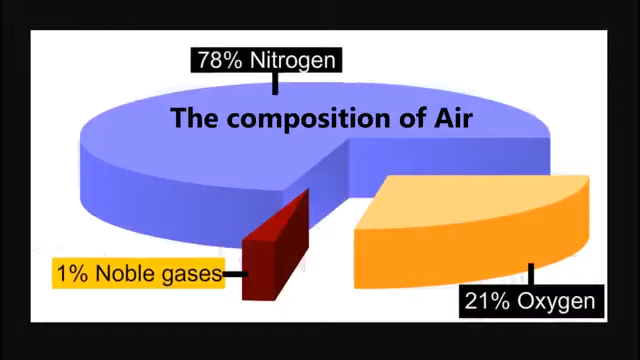 78% Nitrogen
The composition of Air
1% Noble gases
21% Oxygen